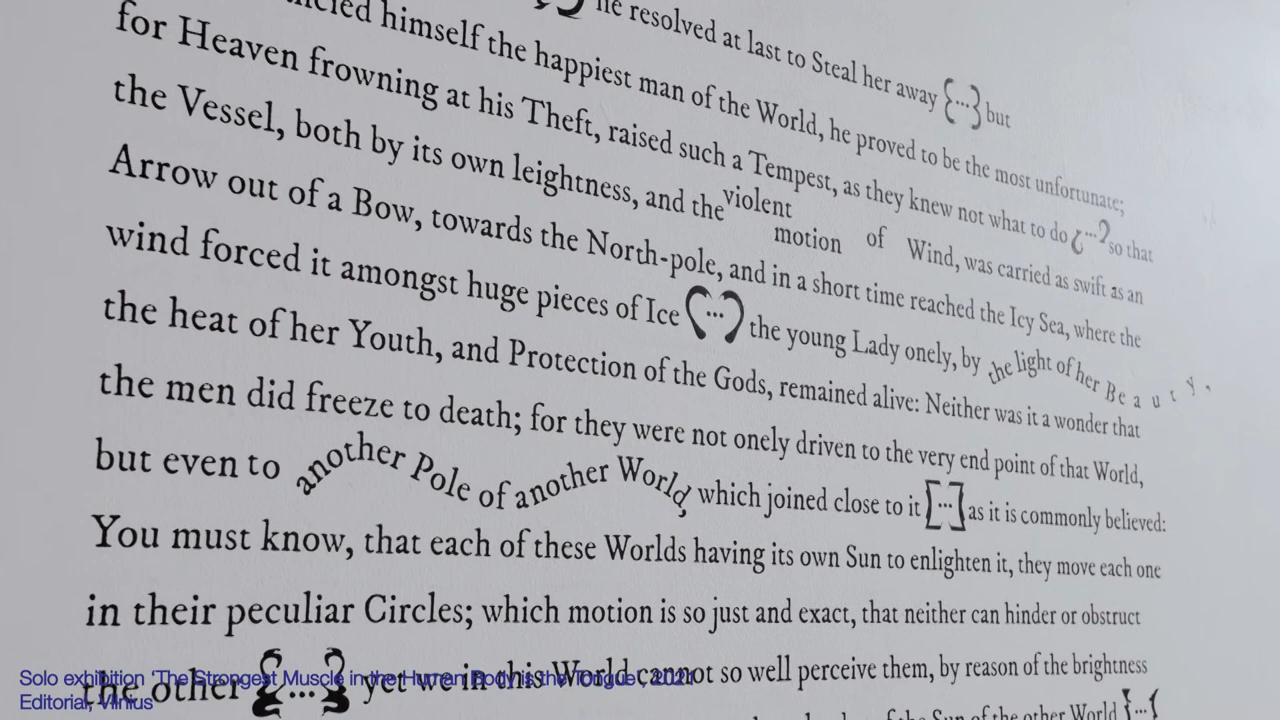 he resolved at last to Steal her away {...} but
himself the happiest man of the World, he proved to be the most unfortunate;
for Heaven frowning at his Theft, raised such a Tempest, as they knew not what to do ¿...? so that
the Vessel, both by its own leightness, and the violent motion of Wind, was carried as swift as an
Arrow out of a Bow, towards the North-pole, and in a short time reached the Icy Sea, where the
wind forced it amongst huge pieces of Ice (...) the young Lady onely, by the light of her Beauty,
the heat of her Youth, and Protection of the Gods, remained alive: Neither was it a wonder that
the men did freeze to death; for they were not onely driven to the very end point of that World,
but even to another Pole of another World, which joined close to it [...] as it is commonly believed:
You must know, that each of these Worlds having its own Sun to enlighten it, they move each one
in their peculiar Circles; which motion is so just and exact, that neither can hinder or obstruct
the other {...} yet we in this World cannot so well perceive them, by reason of the brightness
of the Sun of the other World }...{
Solo exhibition ‘The Strongest Muscle in the Human Body is the Tongue’,
Editorial, Vilnius